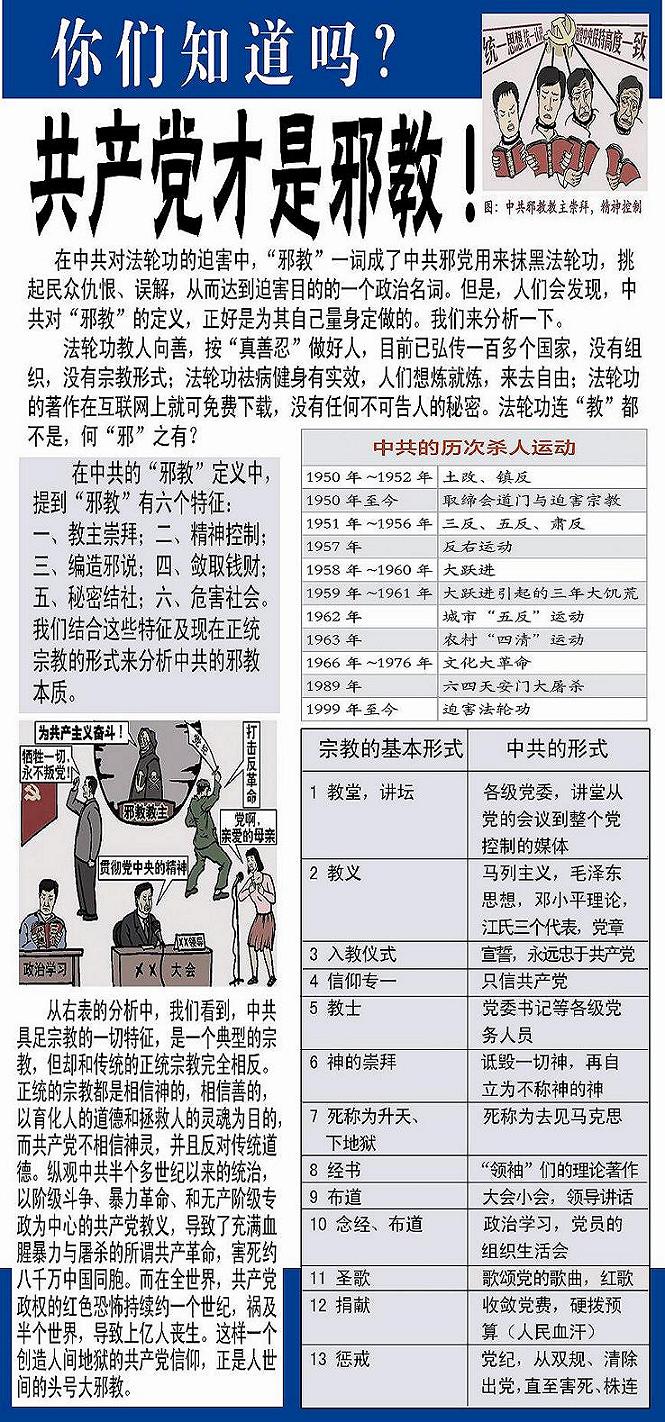 你们知道吗？
统一思想 统一认识
中央保持高度一致
图：中共邪教教主崇拜，精神控制
共产党才是邪教！
在中共对法轮功的迫害中，“邪教”一词成了中共邪党用来抹黑法轮功，挑
起民众仇恨、误解，从而达到迫害目的的一个政治名词。但是，人们会发现，中
共对“邪教”的定义，正好是为其自己量身定做的。我们来分析一下。
法轮功教人向善，按“真善忍”做好人，目前已弘传一百多个国家，没有组
织，没有宗教形式；法轮功祛病健身有实效，人们想炼就炼，来去自由；法轮功
的著作在互联网上就可免费下载，没有任何不可告人的秘密。法轮功连“教”都
不是，何“邪”之有？
在中共的“邪教”定义中，
提到“邪教”有六个特征：
一、教主崇拜；二、精神控制；
三、编造邪说；四、敛取钱财；
五、秘密结社；六、危害社会。
我们结合这些特征及现在正统
宗教的形式来分析中共的邪教
本质。
中共的历次杀人运动
1950 年 ~1952 年 土改、镇反
1950 年至今 取缔会道门与迫害宗教
1951 年 ~1956 年 三反、五反、肃反
1957 年 反右运动
1958 年 ~1960 年 大跃进
1959 年 ~1961 年 大跃进引起的三年大饥荒
1962 年 城市“五反”运动
1963 年 农村“四清”运动
1966 年 ~1976 年 文化大革命
1989 年 六四天安门大屠杀
1999 年至今 迫害法轮功
为共产主义奋斗！
牺牲一切，
永不叛党！
打击反革命
邪教教主
党啊，
亲爱的母亲
贯彻党中央的精神
XX领导
政治学习
XX 大会
从右表的分析中，我们看到，中共
具足宗教的一切特征，是一个典型的宗
教，但却和传统的正统宗教完全相反。
正统的宗教都是相信神的，相信善的，
以育化人的道德和拯救人的灵魂为目的，
而共产党不相信神灵，并且反对传统道
德。纵观中共半个多世纪以来的统治，
以阶级斗争、暴力革命、和无产阶级专
政为中心的共产党教义，导致了充满血
腥暴力与屠杀的所谓共产革命，害死约
八千万中国同胞。而在全世界，共产党
政权的红色恐怖持续约一个世纪，祸及
半个世界，导致上亿人丧生。这样一个
创造人间地狱的共产党信仰，正是人世
间的头号大邪教。
宗教的基本形式 中共的形式
1 教堂，讲坛 各级党委，讲堂从
党的会议到整个党
控制的媒体
2 教义 马列主义，毛泽东
思想，邓小平理论，
江氏三个代表，党章
3 入教仪式 宣誓，永远忠于共产党
4 信仰专一 只信共产党
5 教士 党委书记等各级党
务人员
6 神的崇拜 诋毁一切神，再自
立为不称神的神
7 死称为升天、 死称为去见马克思
下地狱
8 经书 “领袖”们的理论著作
9 布道 大会小会，领导讲话
10 念经、布道 政治学习，党员的
组织生活会
11 圣歌 歌颂党的歌曲，红歌
12 捐献 收敛党费，硬拨预
算（人民血汗）
13 惩戒 党纪，从双规、清除
出党，直至害死、株连